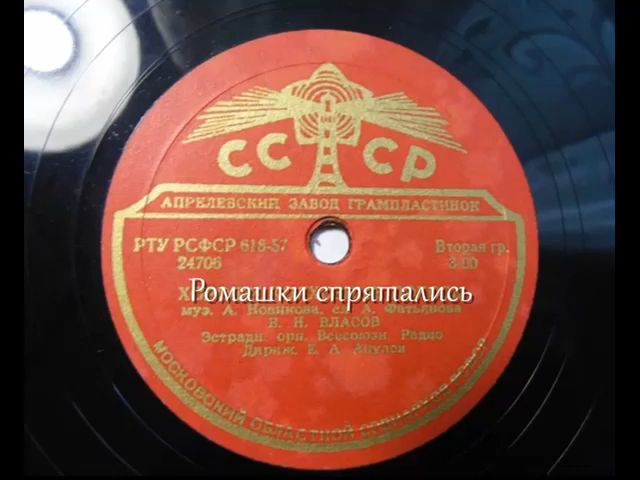 СССР
АПРЕЛЕВСКИЙ ЗАВОД ГРАМПЛАСТИНОК
РТУ РСФСР 618-57
24706
Вторая гр.
3-00
Ромашки спрятались
муз. А. Новикова, сл. А. Фатьянова
В. Н. ВЛАСОВ
Эстрадн. орк. Всесоюзн. Радио
Дириж. Е. А.
МОСКОВСКИЙ ОБЛАСТНОЙ